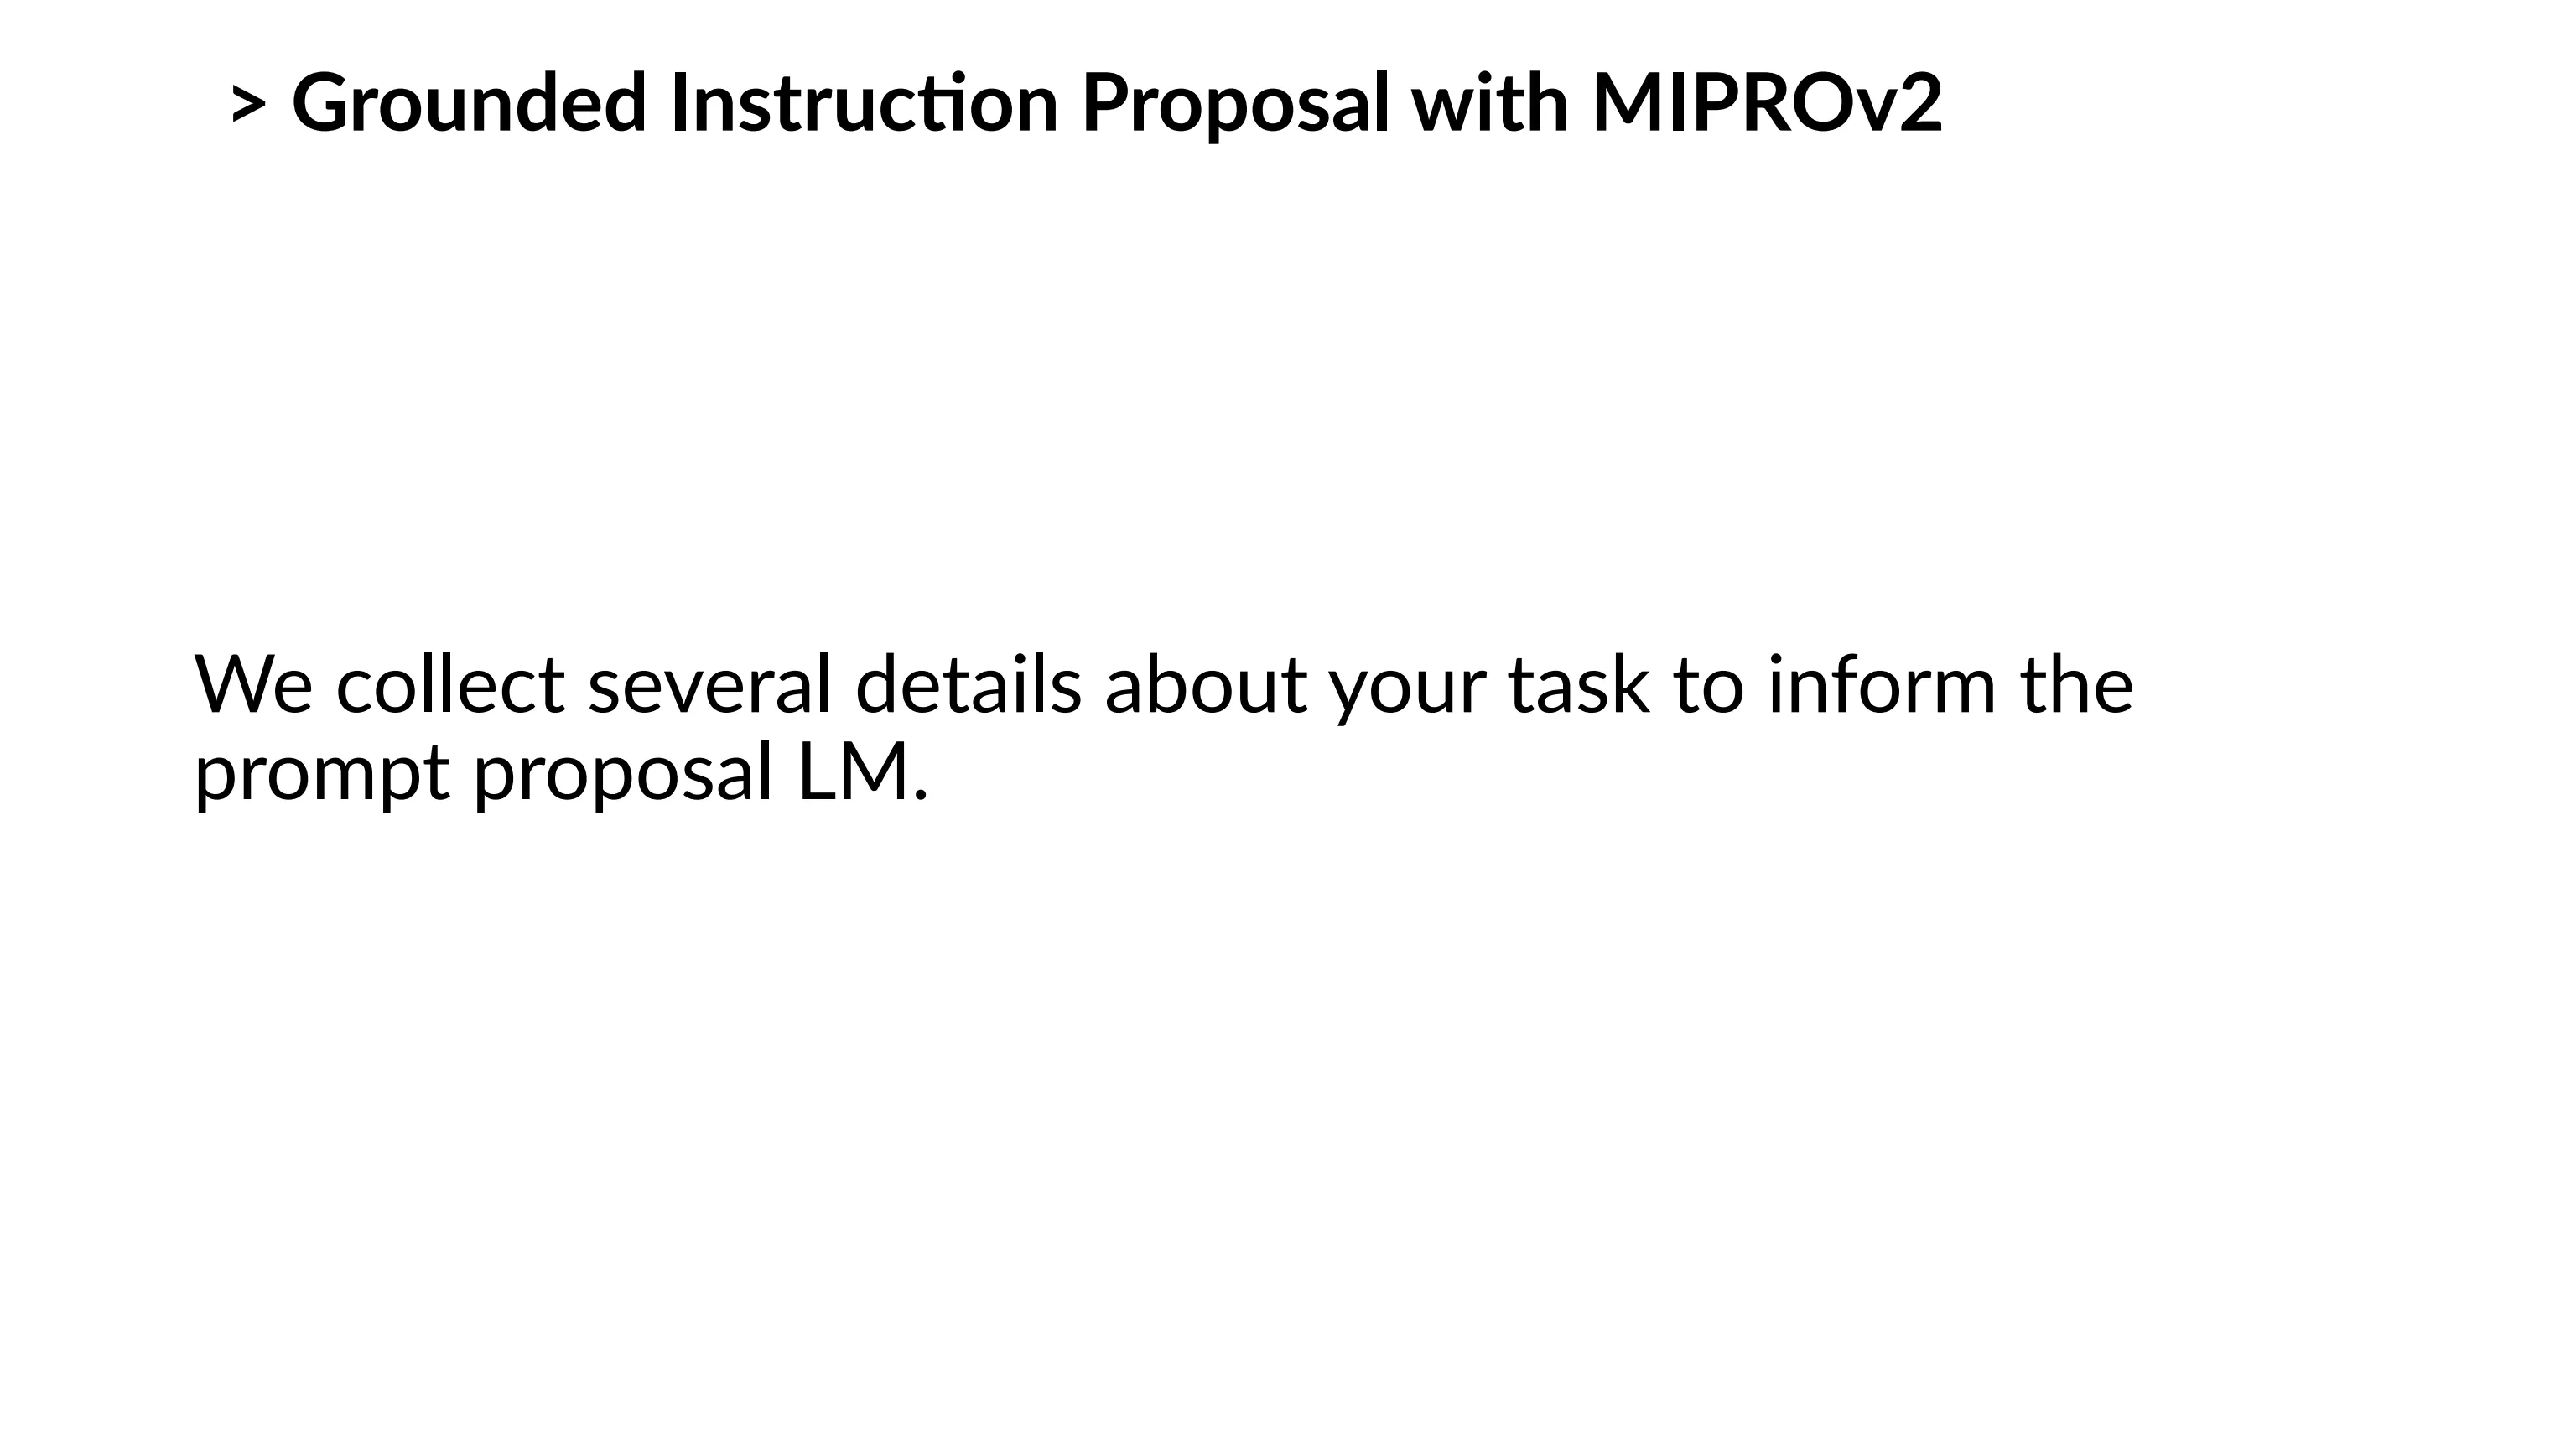 > Grounded Instruction Proposal with MIPROv2
We collect several details about your task to inform the
prompt proposal LM.